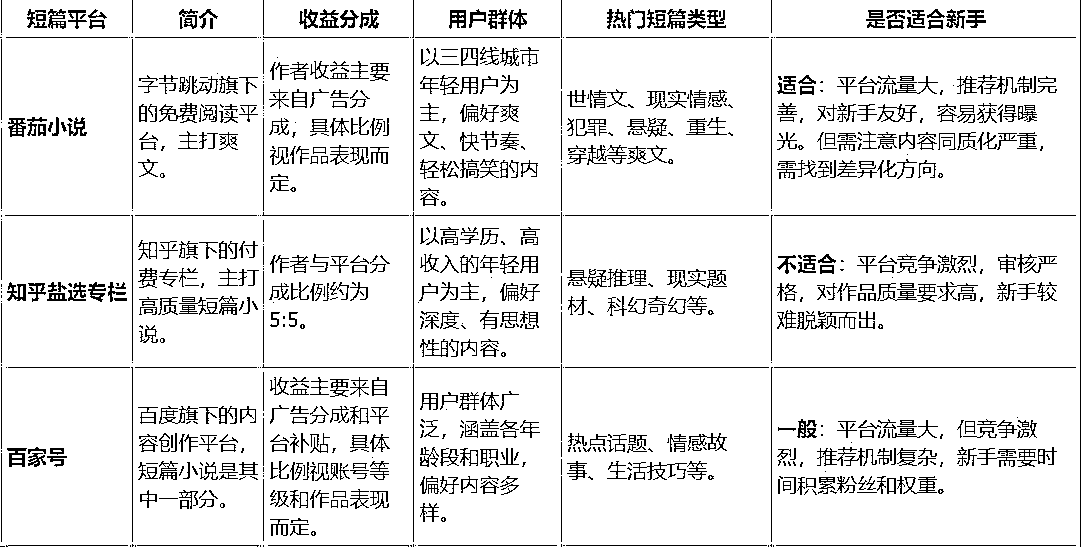 短篇平台
简介
收益分成
用户群体
热门短篇类型
是否适合新手
番茄小说
字节跳动旗下
的免费阅读平
台，主打爽
文。
作者收益主要
来自广告分
成，具体比例
视作品表现而
定。
以三四线城市
年轻用户为
主，偏好爽
文、快节奏、
轻松搞笑的内
容。
世情文、现实情感、
犯罪、悬疑、重生、
穿越等爽文。
适合：平台流量大，推荐机制完
善，对新手友好，容易获得曝
光。但需注意内容同质化严重，
需找到差异化方向。
知乎盐选专栏
知乎旗下的付
费专栏，主打
高质量短篇小
说。
作者与平台分
成比例约为
5:5。
以高学历、高
收入的年轻用
户为主，偏好
深度、有思想
性的内容。
悬疑推理、现实题
材、科幻奇幻等。
不适合：平台竞争激烈，审核严
格，对作品质量要求高，新手较
难脱颖而出。
百家号
百度旗下的内
容创作平台，
短篇小说是其
中一部分。
收益主要来自
广告分成和平
台补贴，具体
比例视账号等
级和作品表现
而定。
用户群体广
泛，涵盖各年
龄段和职业，
偏好内容多
样。
热点话题、情感故
事、生活技巧等。
一般：平台流量大，但竞争激
烈，推荐机制复杂，新手需要时
间积累粉丝和权重。